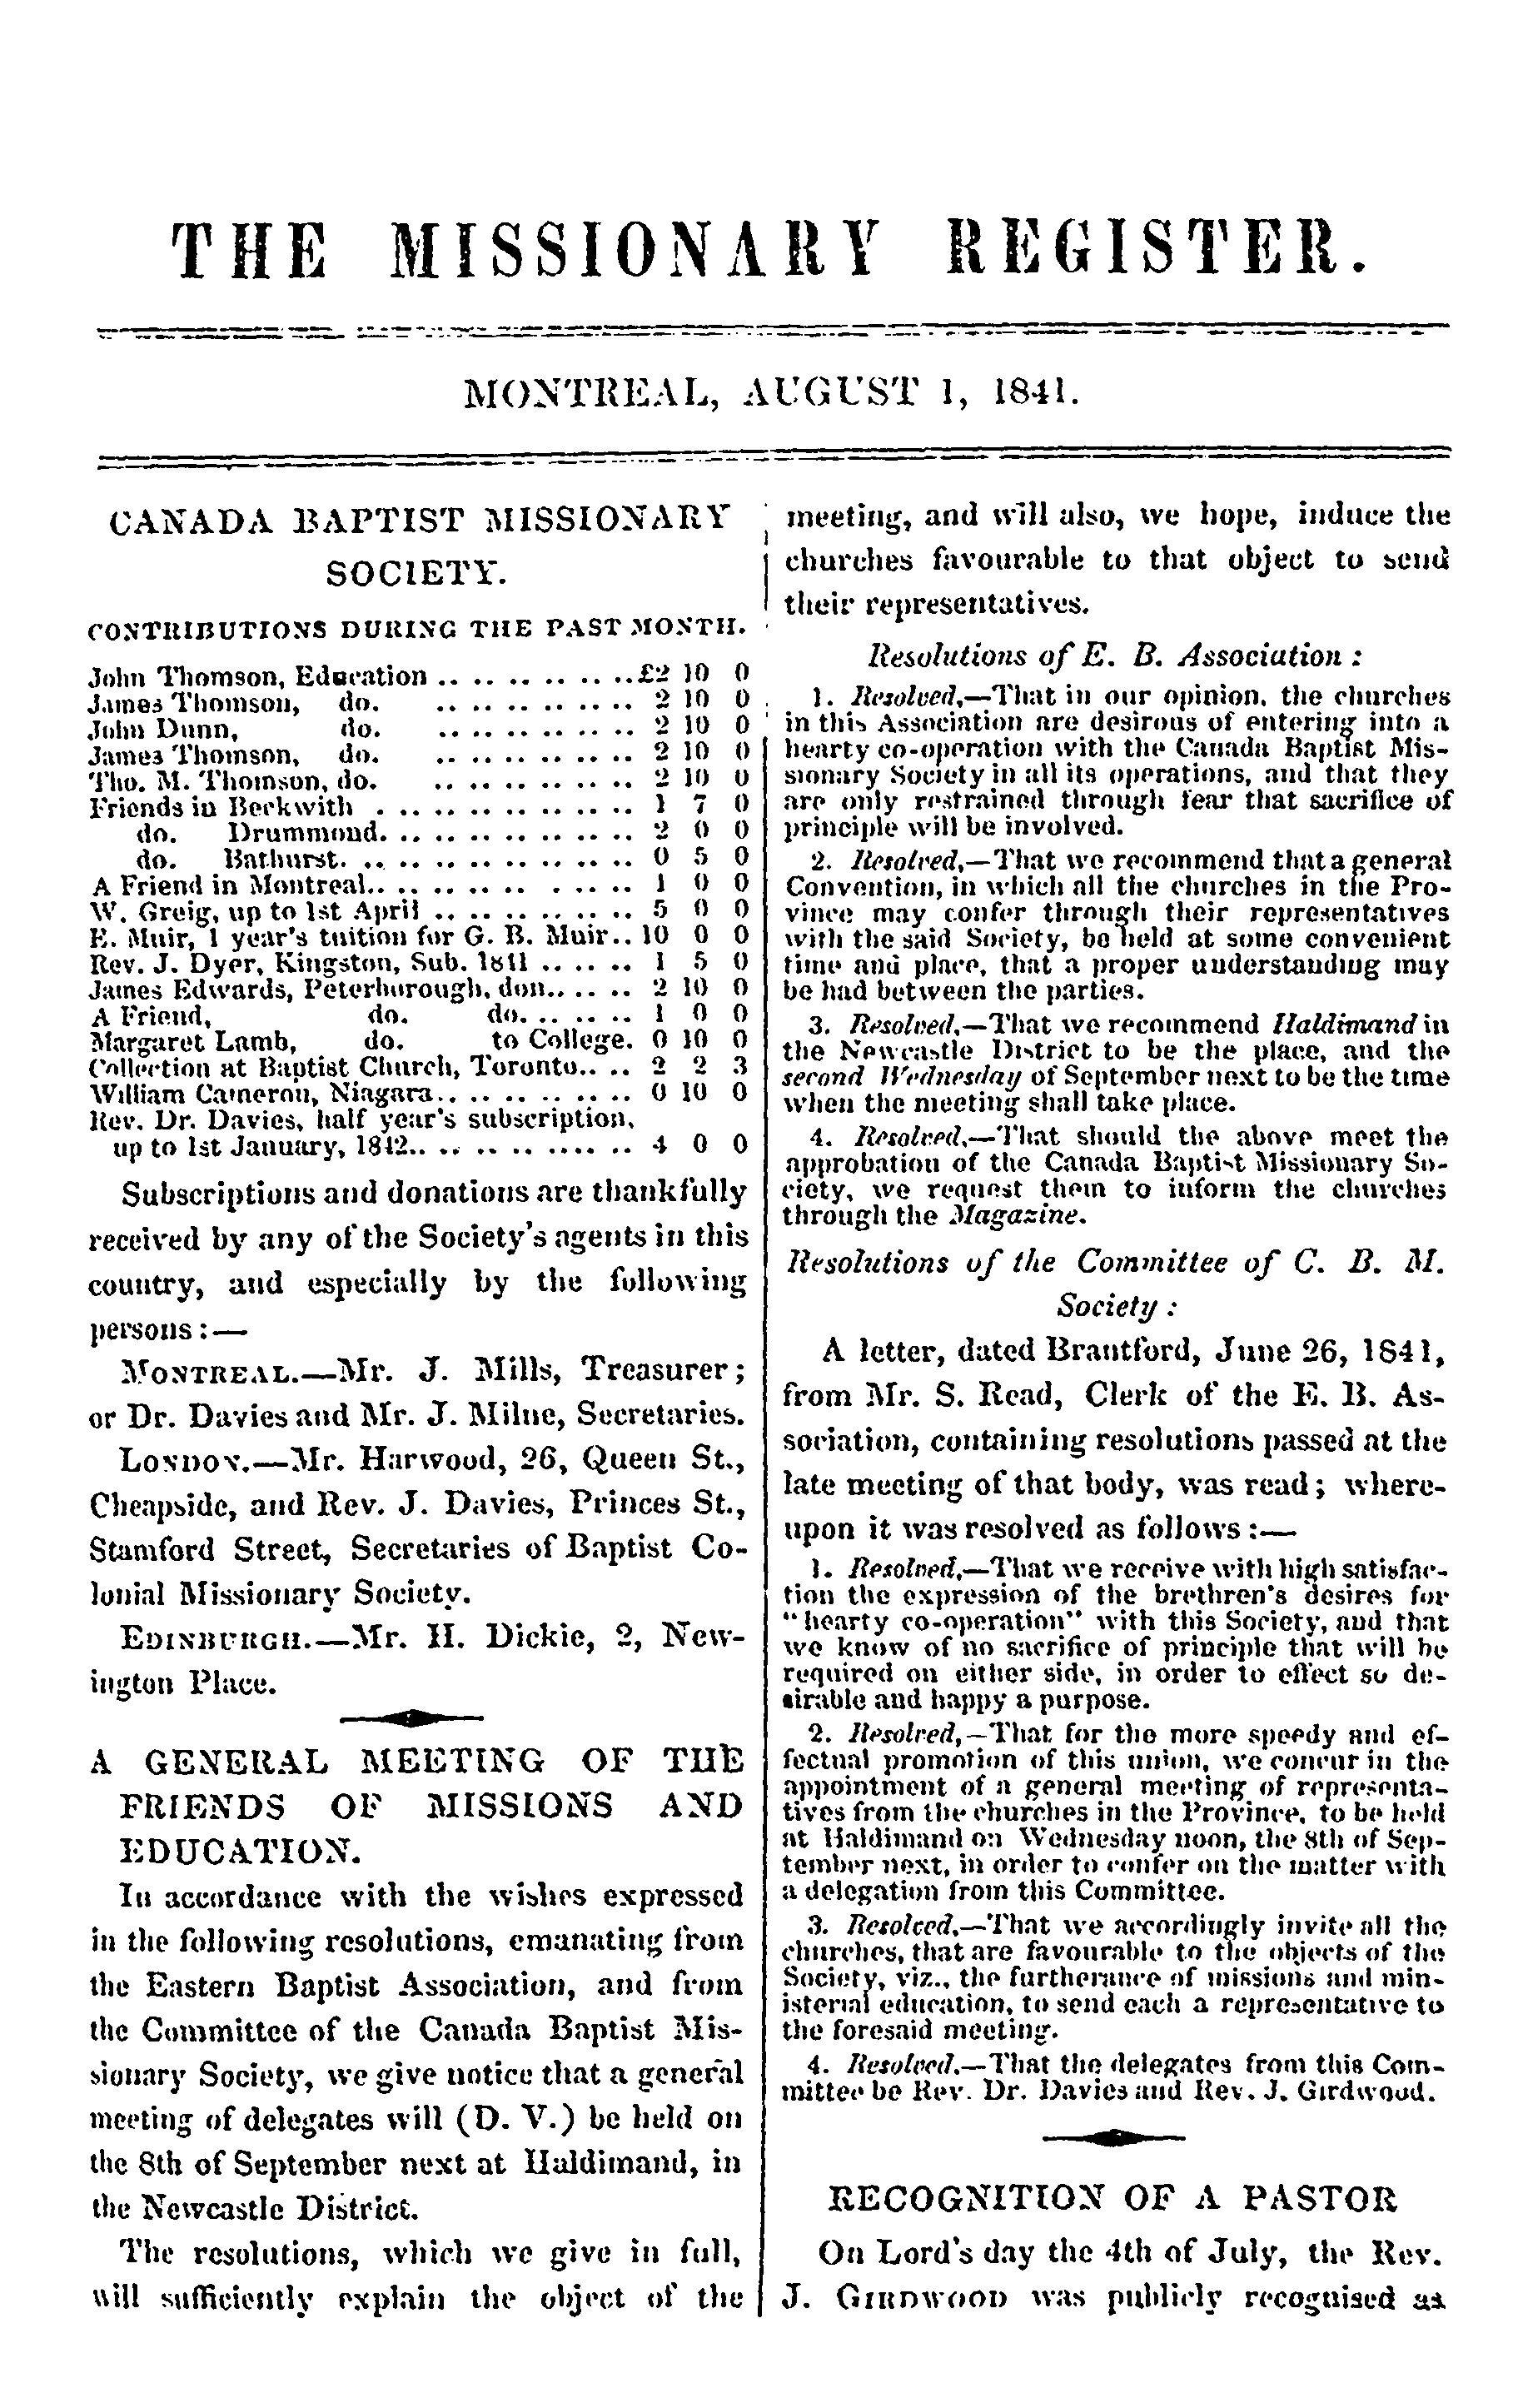 THE MISSIONARY REGISTER.
MONTREAL, AUGUST 1, 1841.
CANADA BAPTIST MISSIONARY
SOCIETY.
CONTRIBUTIONS DURING THE PAST MONTH.
John Thomson, Education .. .. .. .. .. ..£2 10 0
James Thomson, do. .. .. .. .. .. .. 2 10 0
John Dunn, do. .. .. .. .. .. .. 2 10 0
James Thomson, do. .. .. .. .. .. .. 2 10 0
Tho. M. Thomson, do. .. .. .. .. .. .. 2 10 0
Friends in Beckwith . .. .. .. .. .. .. .. 1 7 0
do. Drummond. .. .. .. .. .. .. .. 2 0 0
do. Bathurst. .. .. .. .. .. .. .. .. 0 5 0
A Friend in Montreal.. .. .. .. .. .. .. .. 1 0 0
W. Greig, up to 1st April .. .. .. .. .. .. 5 0 0
E. Muir, 1 year's tuition for G. B. Muir.. 10 0 0
Rev. J. Dyer, Kingston, Sub. 1841 .. .. .. 1 5 0
James Edwards, Peterborough, don.. .. .. 2 10 0
A Friend, do. do. .. .. .. 1 0 0
Margaret Lamb, do. to College. 0 10 0
Collection at Baptist Church, Toronto.. .. 2 2 3
William Cameron, Niagara.. .. .. .. .. .. 0 10 0
Rev. Dr. Davies, half year's subscription,
up to 1st January, 1842.. .. .. .. .. .. 4 0 0
Subscriptions and donations are thankfully
received by any of the Society's agents in this
country, and especially by the following
persons:—
MONTREAL.—Mr. J. Mills, Treasurer;
or Dr. Davies and Mr. J. Milne, Secretaries.
LONDON.—Mr. Harwood, 26, Queen St.,
Cheapside, and Rev. J. Davies, Princes St.,
Stamford Street, Secretaries of Baptist Co-
lonial Missionary Society.
EDINBURGH.—Mr. H. Dickie, 2, New-
ington Place.
A GENERAL MEETING OF THE
FRIENDS OF MISSIONS AND
EDUCATION.
In accordance with the wishes expressed
in the following resolutions, emanating from
the Eastern Baptist Association, and from
the Committee of the Canada Baptist Mis-
sionary Society, we give notice that a general
meeting of delegates will (D. V.) be held on
the 8th of September next at Haldimand, in
the Newcastle District.
The resolutions, which we give in full,
will sufficiently explain the object of the
meeting, and will also, we hope, induce the
churches favourable to that object to send
their representatives.
Resolutions of E. B. Association :
1. Resolved,—That in our opinion, the churches
in this Association are desirous of entering into a
hearty co-operation with the Canada Baptist Mis-
sionary Society in all its operations, and that they
are only restrained through fear that sacrifice of
principle will be involved.
2. Resolved,—That we recommend that a general
Convention, in which all the churches in the Pro-
vince may confer through their representatives
with the said Society, be held at some convenient
time and place, that a proper understanding may
be had between the parties.
3. Resolved,—That we recommend Haldimand in
the Newcastle District to be the place, and the
second Wednesday of September next to be the time
when the meeting shall take place.
4. Resolved,—That should the above meet the
approbation of the Canada Baptist Missionary So-
ciety, we request them to inform the churches
through the Magazine.
Resolutions of the Committee of C. B. M.
Society :
A letter, dated Brantford, June 26, 1841,
from Mr. S. Read, Clerk of the E. B. As-
sociation, containing resolutions passed at the
late meeting of that body, was read; where-
upon it was resolved as follows:—
1. Resolved,—That we receive with high satisfac-
tion the expression of the brethren's desires for
"hearty co-operation" with this Society, and that
we know of no sacrifice of principle that will be
required on either side, in order to effect so de-
sirable and happy a purpose.
2. Resolved,—That for the more speedy and ef-
fectual promotion of this union, we concur in the
appointment of a general meeting of representa-
tives from the churches in the Province, to be held
at Haldimand on Wednesday noon, the 8th of Sep-
tember next, in order to confer on the matter with
a delegation from this Committee.
3. Resolved,—That we accordingly invite all the
churches, that are favourable to the objects of the
Society, viz., the furtherance of missions and min-
isterial education, to send each a representative to
the foresaid meeting.
4. Resolved.—That the delegates from this Com-
mittee be Rev. Dr. Davies and Rev. J. Girdwood.
RECOGNITION OF A PASTOR
On Lord's day the 4th of July, the Rev.
J. GIRDWOOD was publicly recognised as